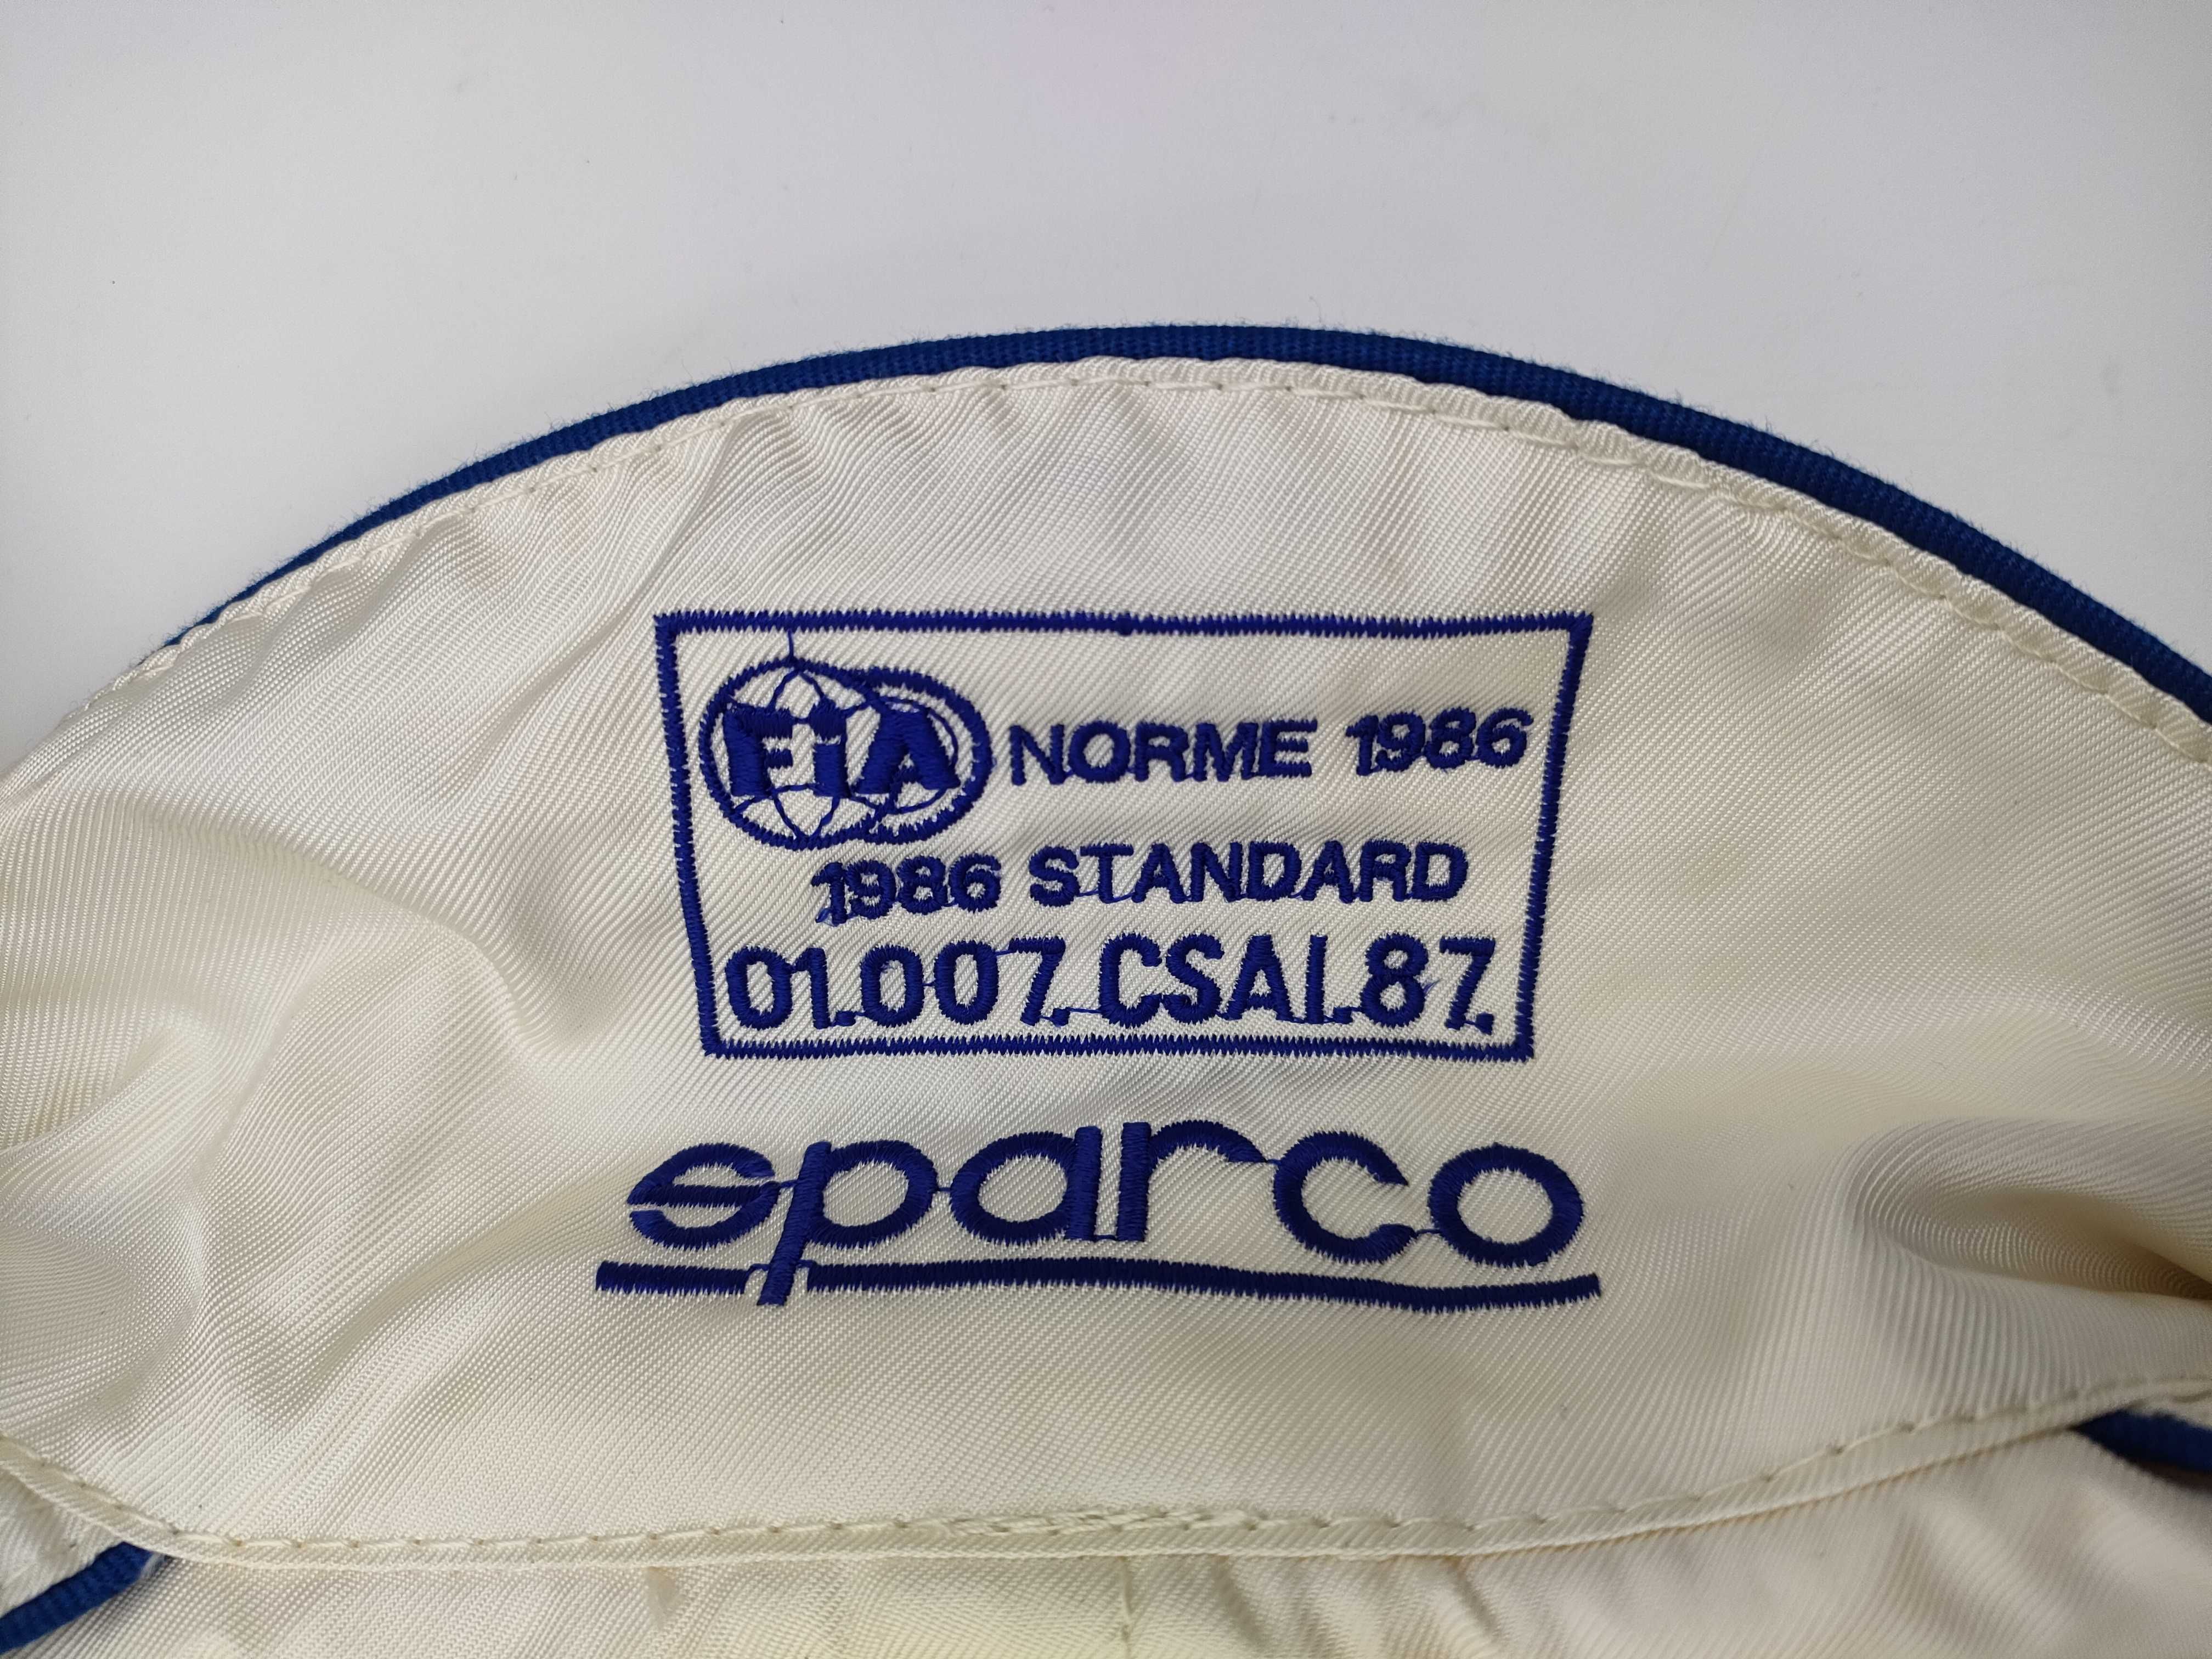 FIA NORME 1986
1986 STANDARD
01.007.CSAI.87.
sparco